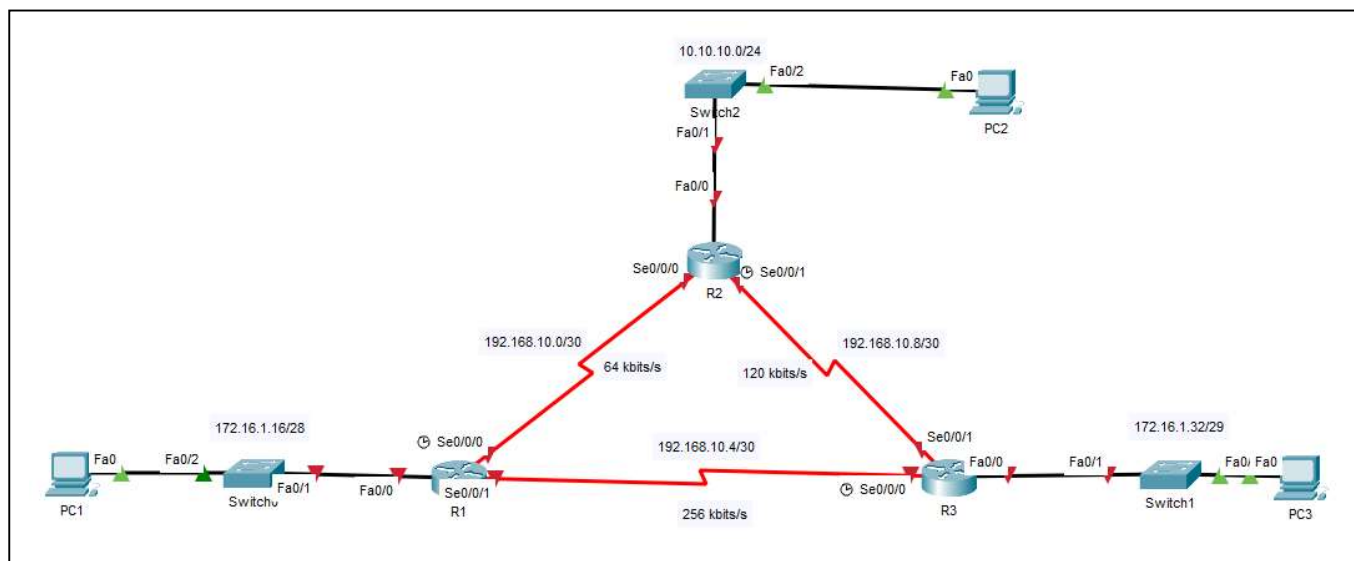 10.10.10.0/24
Fa0/2
Fa0
Switch2
PC2
Fa0/1
Fa0/0
Se0/0/0
Se0/0/1
R2
192.168.10.0/30
192.168.10.8/30
64 kbits/s
120 kbits/s
172.16.1.16/28
Se0/0/0
192.168.10.4/30
Se0/0/1
172.16.1.32/29
Fa0
Fa0/2
Fa0/1
Fa0/0
Se0/0/1
Se0/0/0
Fa0/0
Fa0/1
Fa0/
Fa0
PC1
R1
256 kbits/s
R3
Switch1
PC3